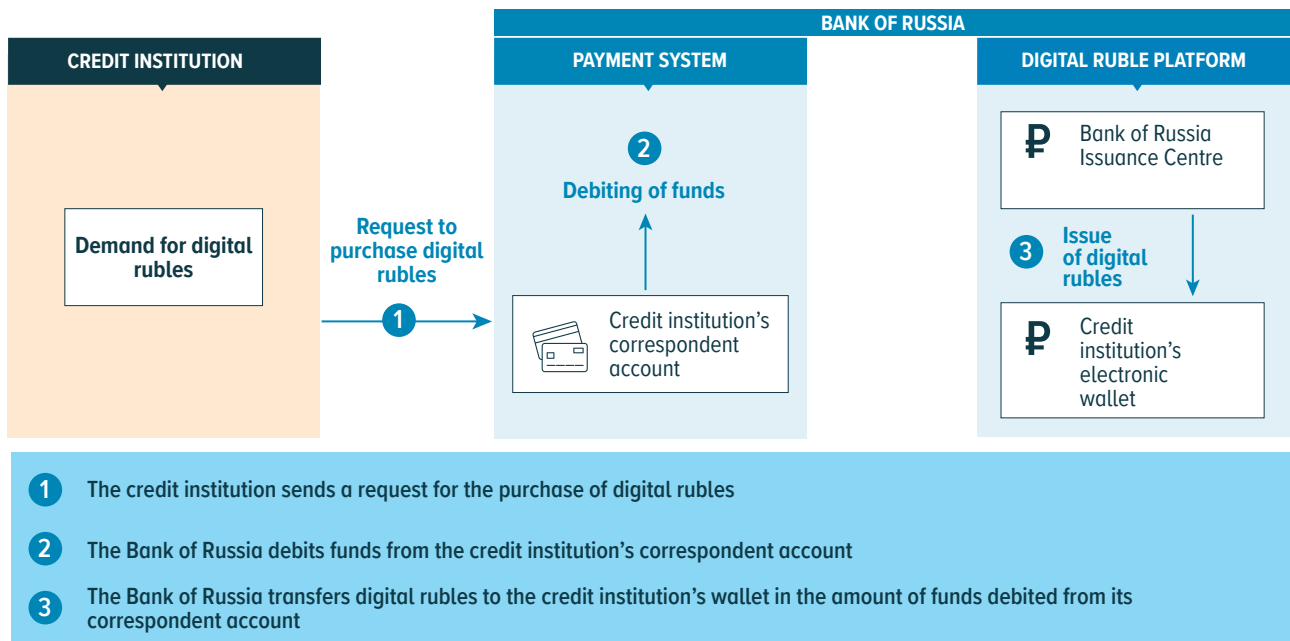 BANK OF RUSSIA
CREDIT INSTITUTION
PAYMENT SYSTEM
DIGITAL RUBLE PLATFORM
Demand for digital
rubles
Request to
purchase digital
rubles
1
2
Debiting of funds
Credit institution's
correspondent
account
₽
Bank of Russia
Issuance Centre
3
Issue
of digital
rubles
₽
Credit
institution's
electronic
wallet
1 The credit institution sends a request for the purchase of digital rubles
2 The Bank of Russia debits funds from the credit institution's correspondent account
3 The Bank of Russia transfers digital rubles to the credit institution's wallet in the amount of funds debited from its
correspondent account